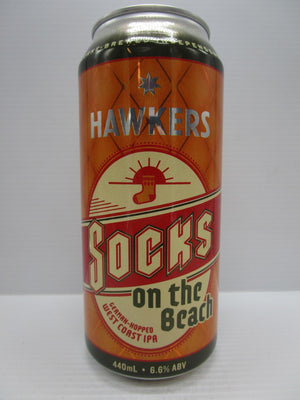 HAWKERS
SOCKS
on the
Beach
GERMAN-HOPPED
WEST COAST IPA
440mL • 6.6% ABV